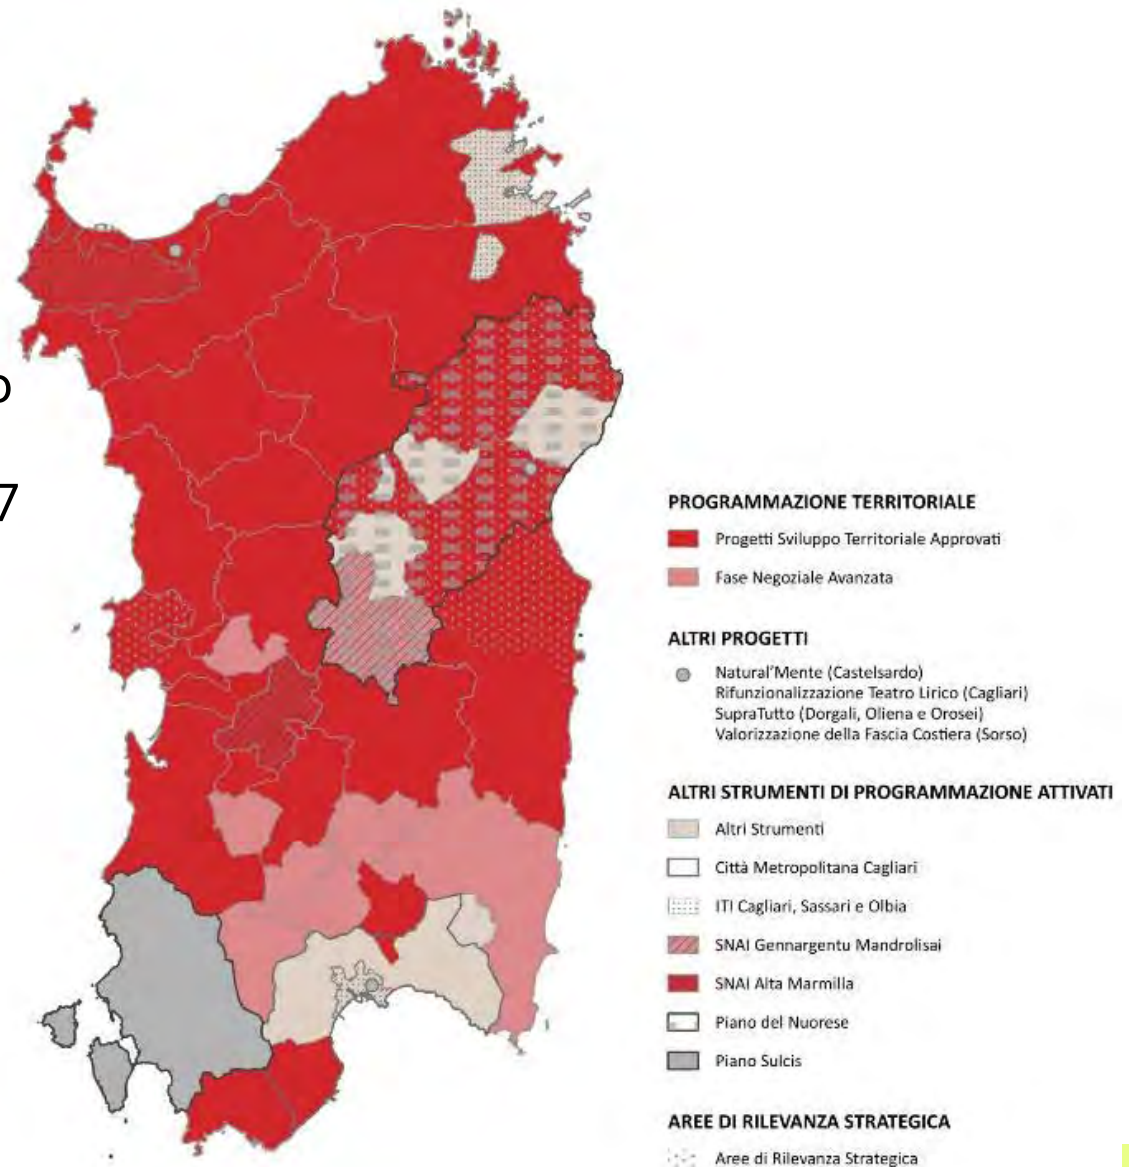 o
7
PROGRAMMAZIONE TERRITORIALE
Progetti Sviluppo Territoriale Approvati
Fase Negoziale Avanzata
ALTRI PROGETTI
Natural'Mente (Castelsardo)
Rifunzionalizzazione Teatro Lirico (Cagliari)
SupraTutto (Dorgali, Oliena e Orosei)
Valorizzazione della Fascia Costiera (Sorso)
ALTRI STRUMENTI DI PROGRAMMAZIONE ATTIVATI
Altri Strumenti
Città Metropolitana Cagliari
ITI Cagliari, Sassari e Olbia
SNAI Gennargentu Mandrolisai
SNAI Alta Marmilla
Piano del Nuorese
Piano Sulcis
AREE DI RILEVANZA STRATEGICA
Aree di Rilevanza Strategica